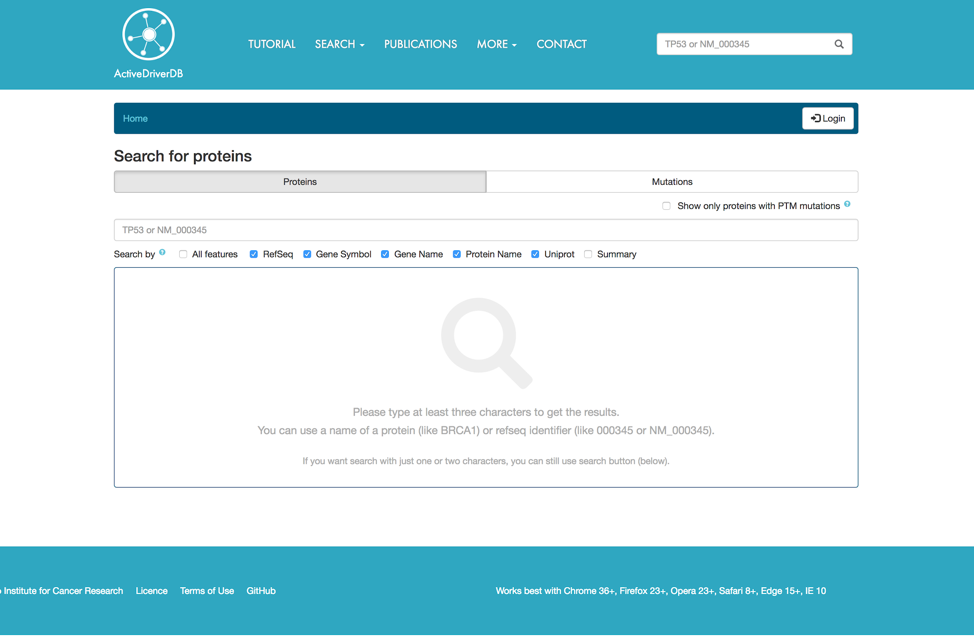 TUTORIAL SEARCH PUBLICATIONS MORE CONTACT
TP53 or NM_000345
ActiveDriverDB
Home
Login
Search for proteins
Proteins
Mutations
Show only proteins with PTM mutations ?
TP53 or NM_000345
Search by ? All features RefSeq Gene Symbol Gene Name Protein Name Uniprot Summary
Please type at least three characters to get the results.
You can use a name of a protein (like BRCA1) or refseq identifier (like 000345 or NM_000345).
If you want search with just one or two characters, you can still use search button (below).
Institute for Cancer Research Licence Terms of Use GitHub
Works best with Chrome 36+, Firefox 23+, Opera 23+, Safari 8+, Edge 15+, IE 10